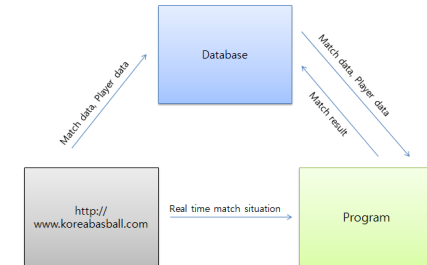 Database
Match data, Player data
Match data, Player data
Match result
http://
www.koreabasball.com
Real time match situation
Program